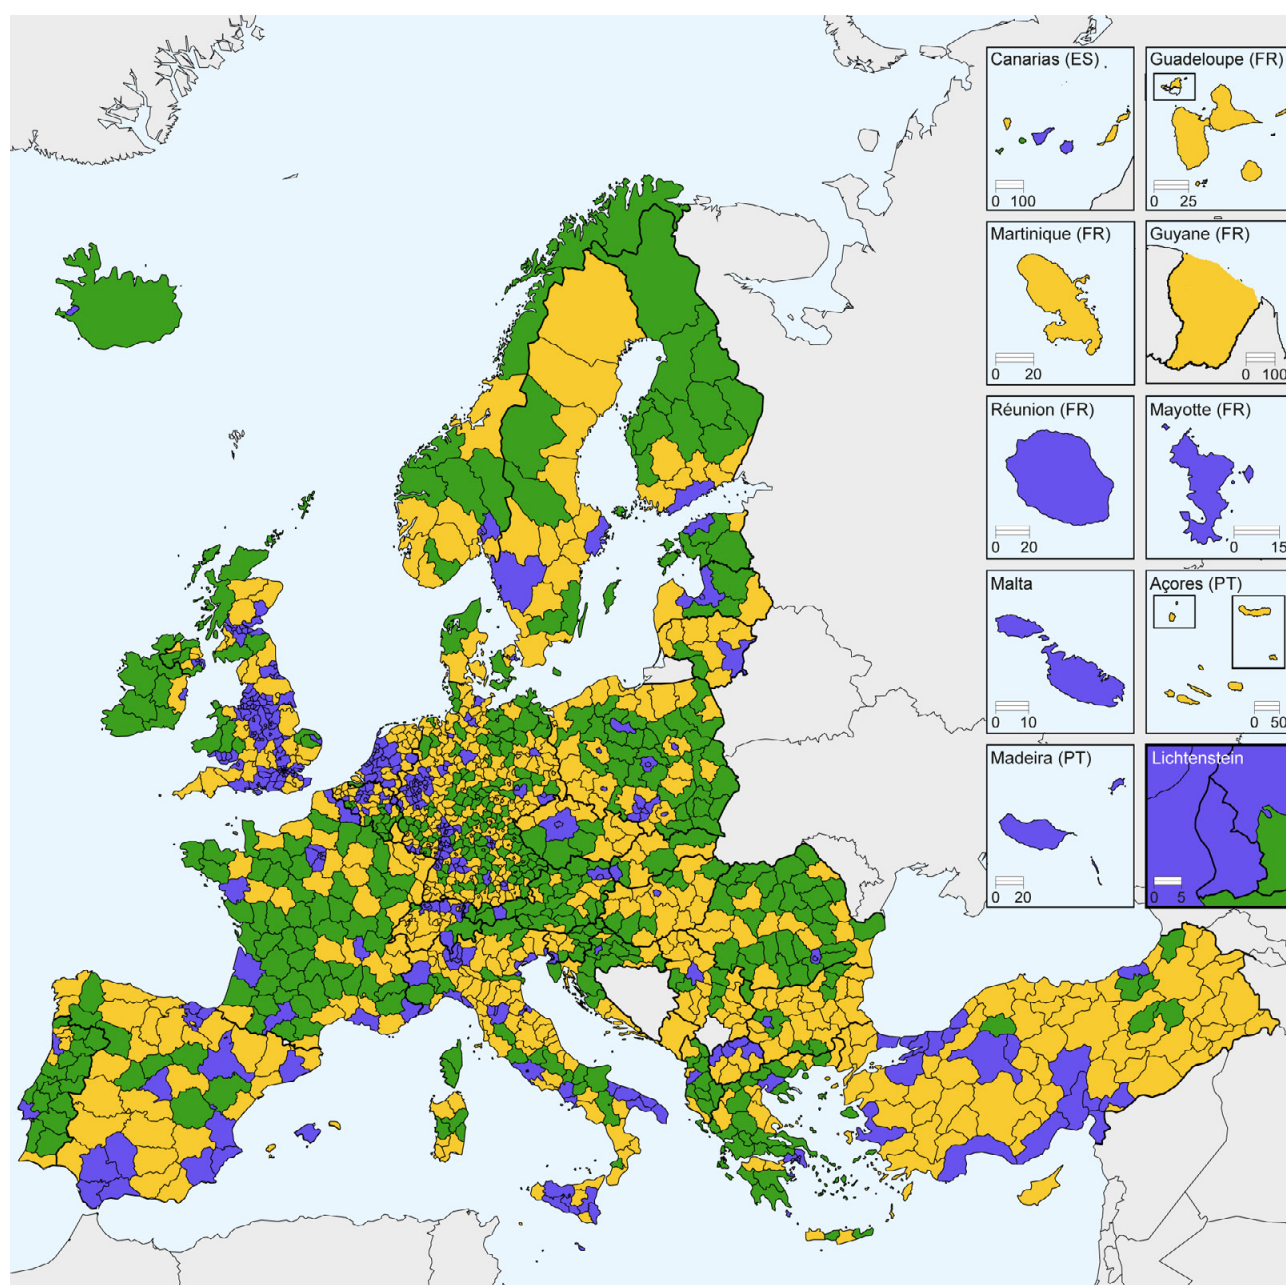 Canarias (ES)
0 100
Guadeloupe (FR)
0 25
Martinique (FR)
0 20
Guyane (FR)
0 100
Réunion (FR)
0 20
Mayotte (FR)
0 15
Malta
0 10
Açores (PT)
0 50
Madeira (PT)
0 20
Lichtenstein
0 5